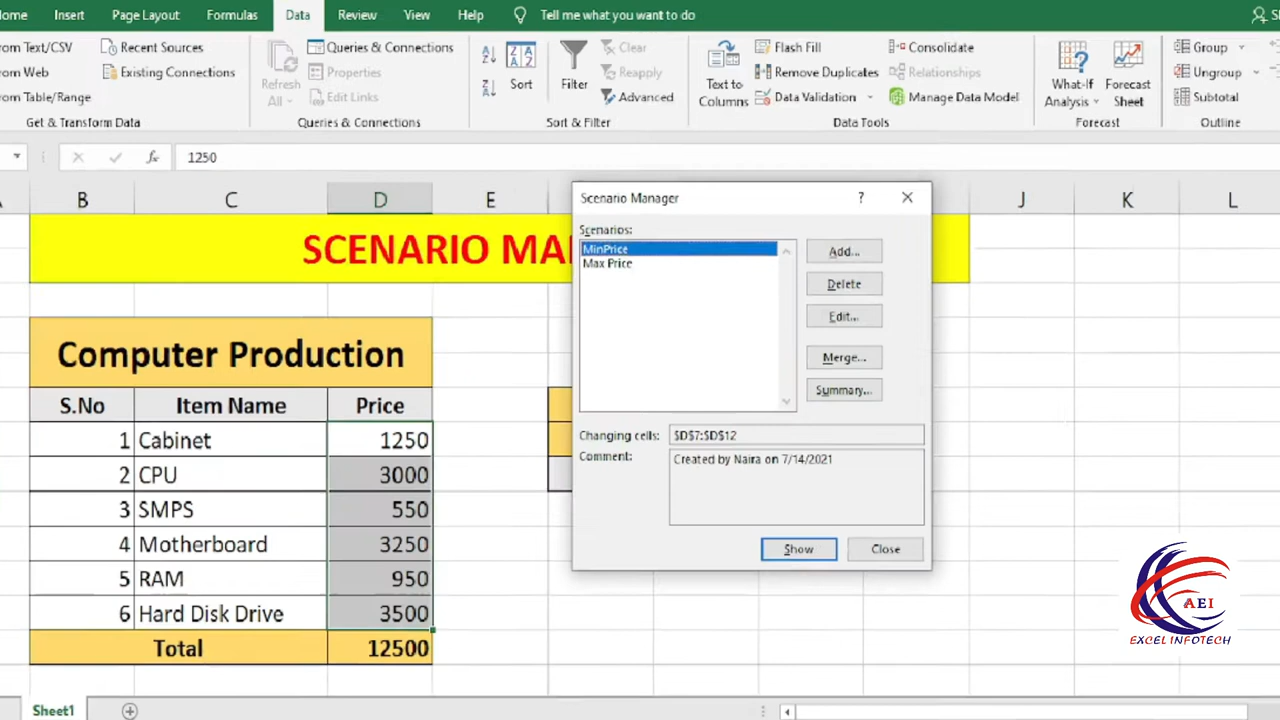 ome Insert Page Layout Formulas Data Review View Help Tell me what you want to do
om Text/CSV
om Web
om Table/Range
Recent Sources
Existing Connections
Get & Transform Data
Refresh
All
Queries & Connections
Properties
Edit Links
Queries & Connections
Sort
Filter
Clear
Reapply
Advanced
Sort & Filter
Text to
Columns
Flash Fill
Remove Duplicates
Data Validation
Consolidate
Relationships
Manage Data Model
Data Tools
What-If
Analysis
Forecast
Sheet
Forecast
Group
Ungroup
Subtotal
Outline
fx 1250
B C D E J K L
SCENARIO MA
Computer Production
S.No Item Name Price
1 Cabinet 1250
2 CPU 3000
3 SMPS 550
4 Motherboard 3250
5 RAM 950
6 Hard Disk Drive 3500
Total 12500
Scenario Manager ?
Scenarios:
MinPrice
Max Price
Add...
Delete
Edit...
Merge...
Summary...
Changing cells: $D$7:$D$12
Comment: Created by Naira on 7/14/2021
Show Close
AEI
EXCEL INFOTECH
Sheet1